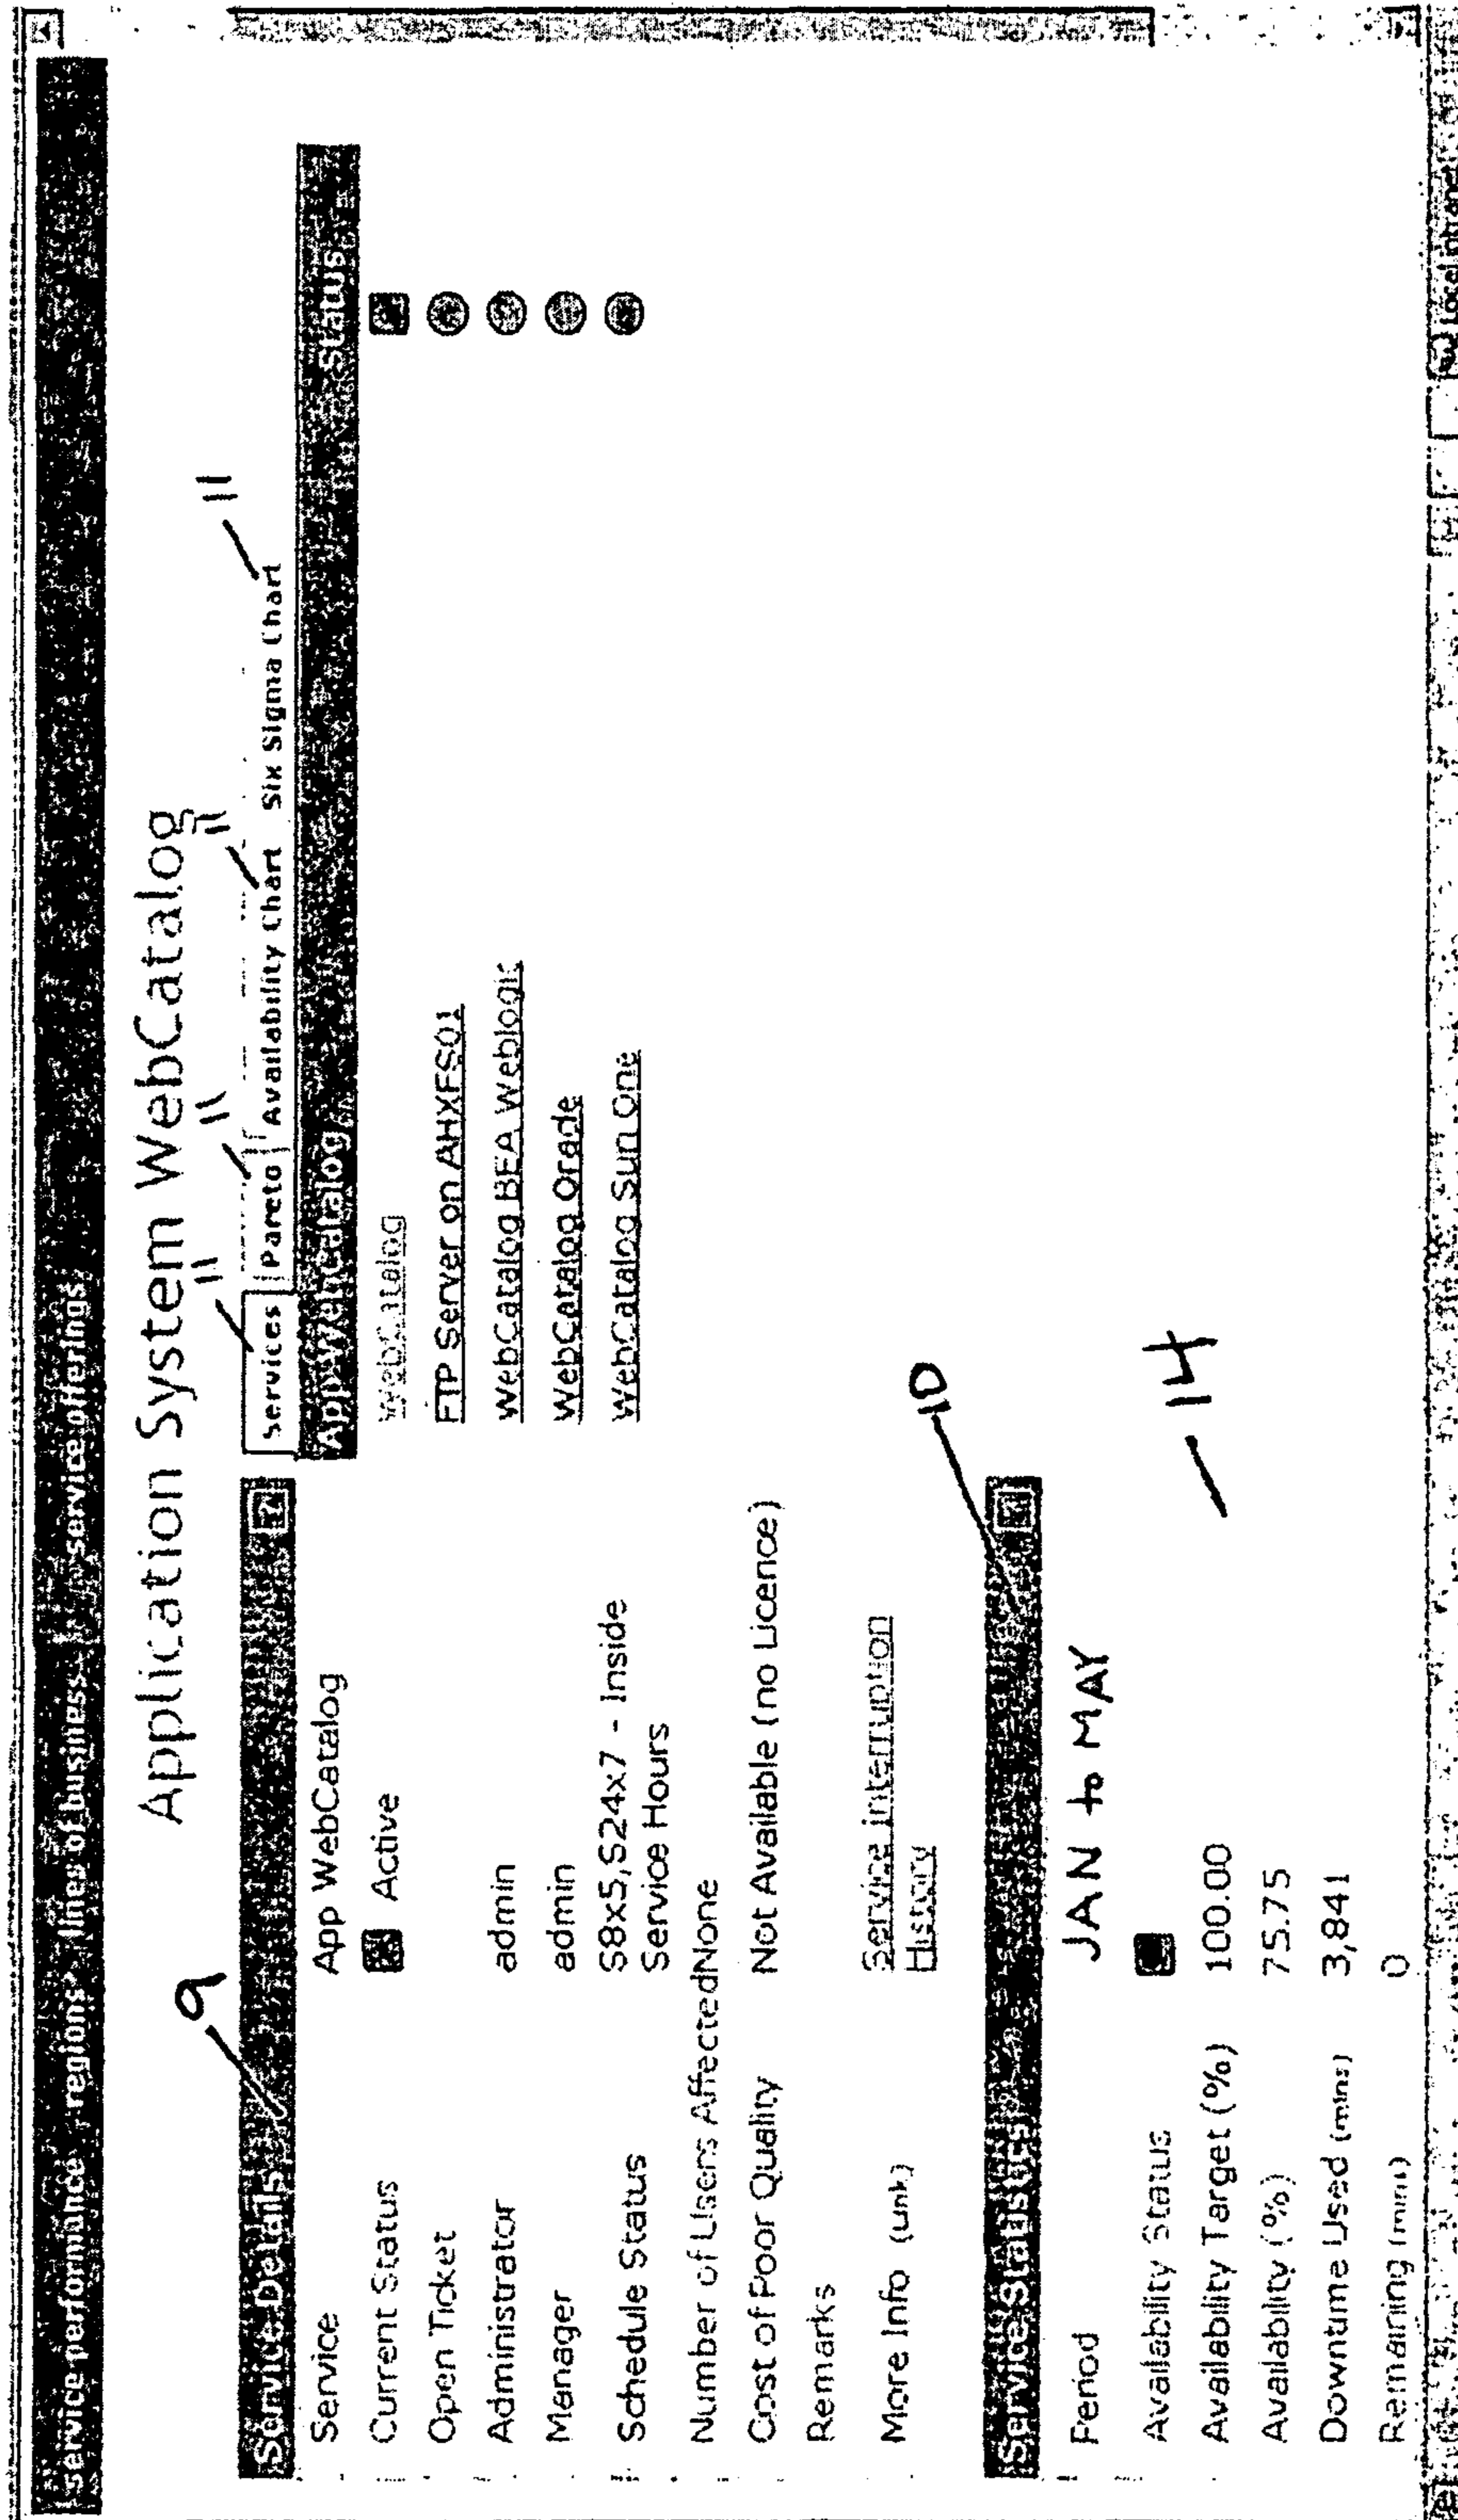 service performance regions lines of business service offerings
Application System WebCatalog
9
11 11 11 11
Service Details
Service App WebCatalog
Current Status Active
Open Ticket
Administrator admin
Manager admin
Schedule Status S8x5,S24x7 - Inside
Service Hours
Number of Users Affected None
Cost of Poor Quality Not Available (no Licence)
Remarks
More Info (Link) Service interruption
History
10
Service Statistics
Period JAN to MAY
Availability Status
Availability Target (%) 100.00
Availability (%) 75.75
Downtime Used (mins) 3,841
Remaining (mins) 0
14
Services Pareto Availability Chart Six Sigma Chart
App WebCatalog Status
WebCatalog
FTP Server on AHXFS01
WebCatalog BEA Weblogic
WebCatalog Oracle
WebCatalog Sun One
Local intranet